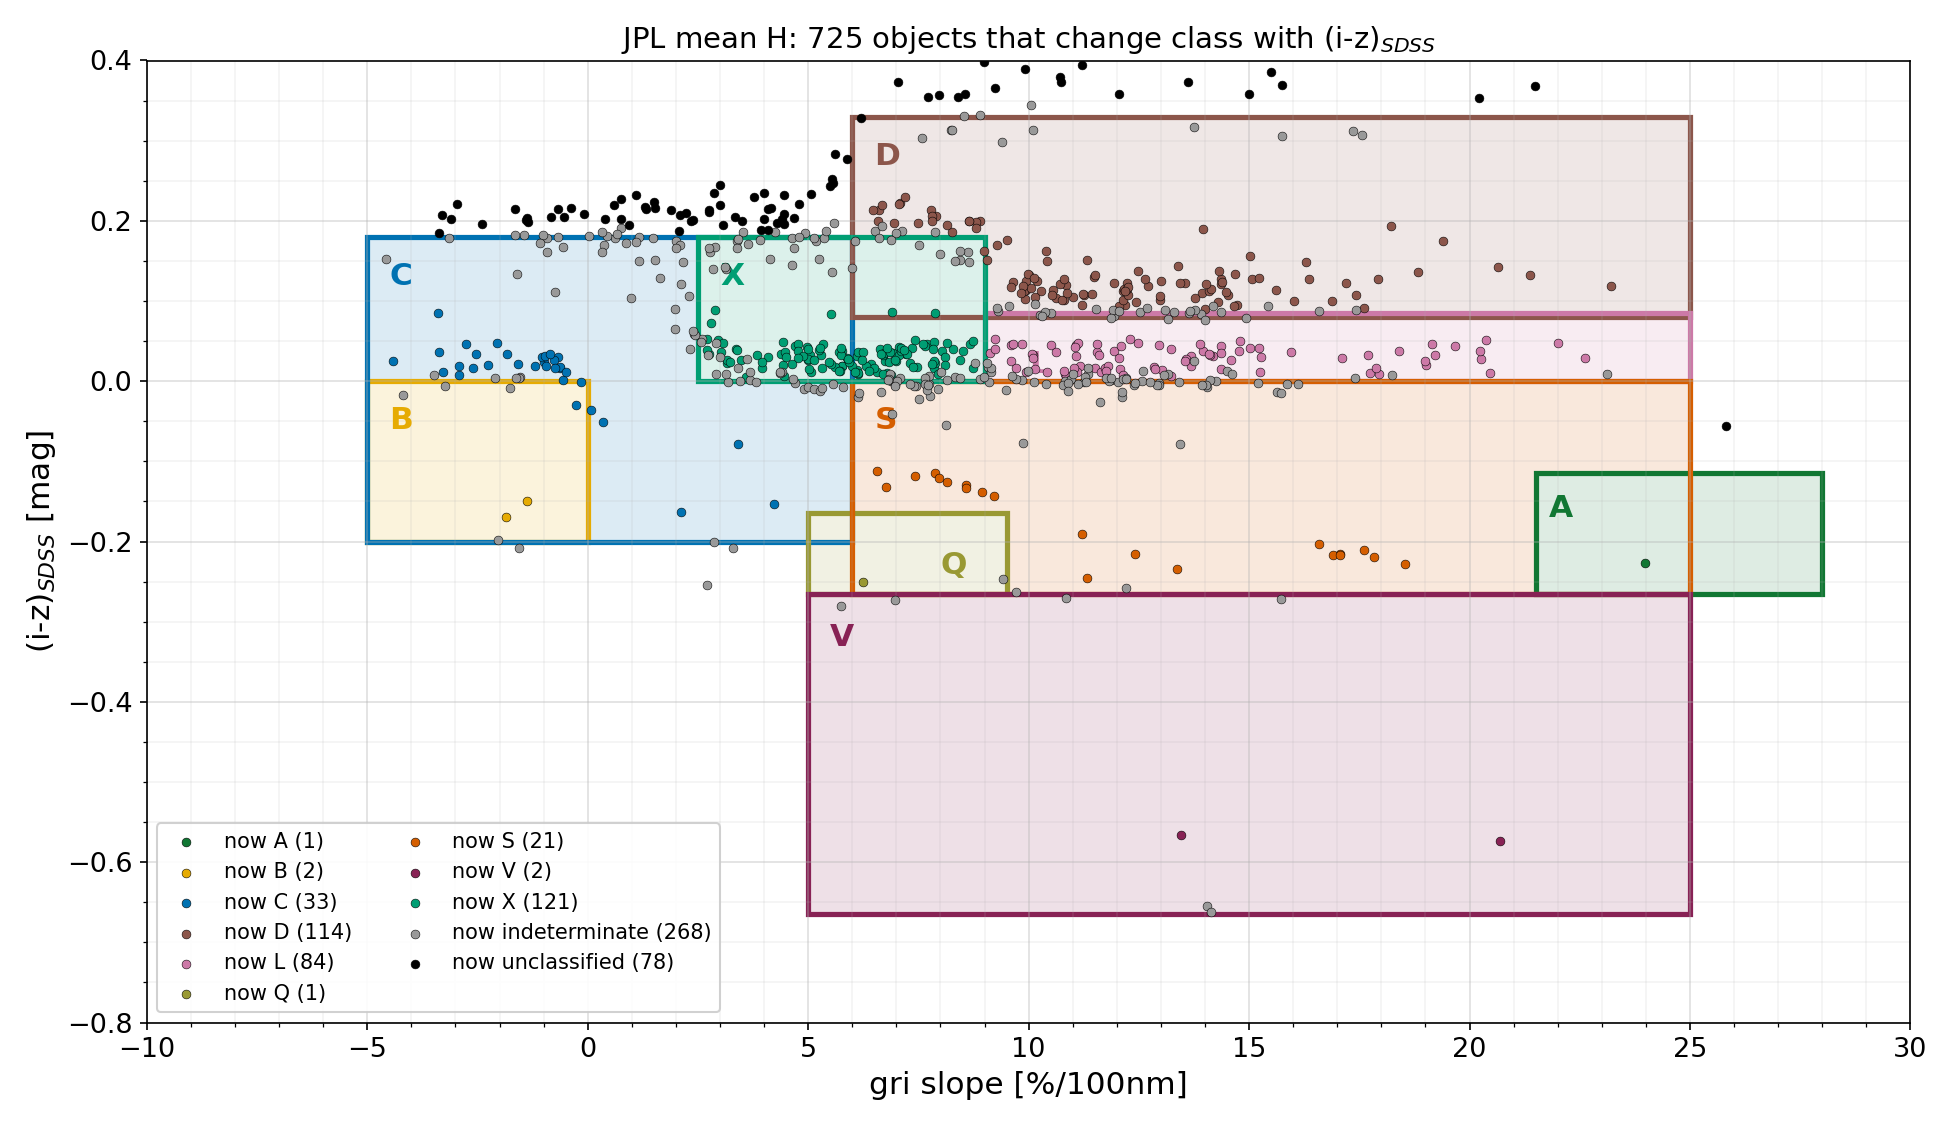 JPL mean H: 725 objects that change class with (i-z)SDSS
(i-z)SDSS [mag]
0.4
0.2
0.0
−0.2
−0.4
−0.6
−0.8
D
C
X
B
S
A
Q
V
now A (1)
now B (2)
now C (33)
now D (114)
now L (84)
now Q (1)
now S (21)
now V (2)
now X (121)
now indeterminate (268)
now unclassified (78)
−10 −5 0 5 10 15 20 25 30
gri slope [%/100nm]